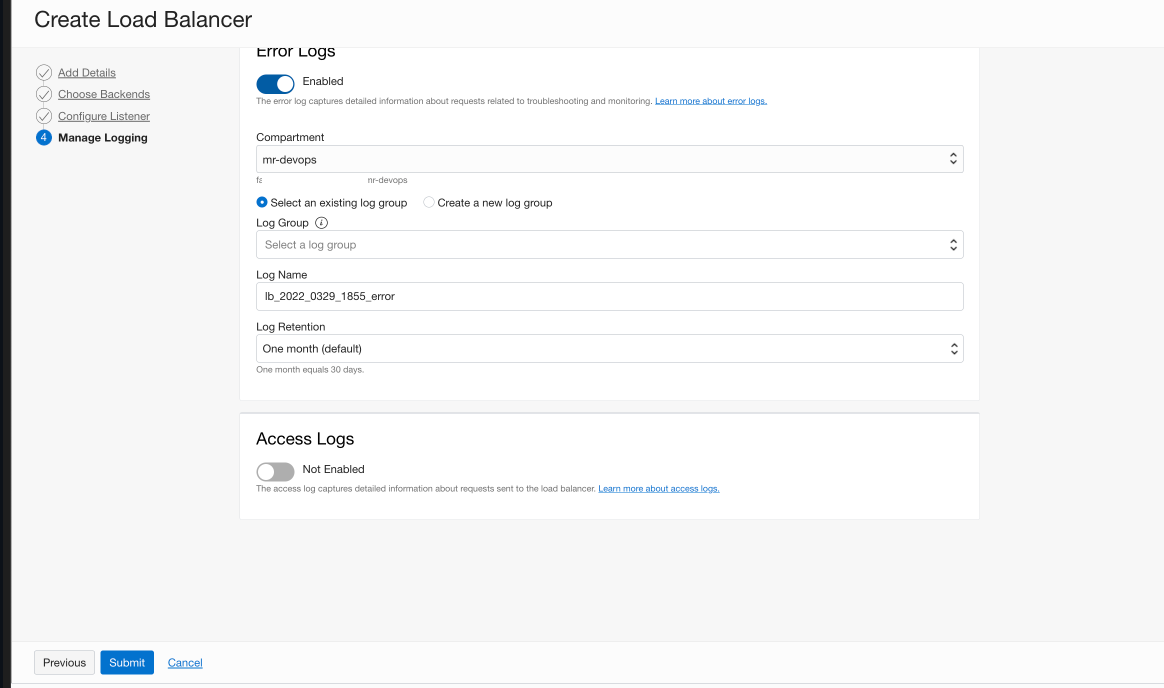 Create Load Balancer
Add Details
Choose Backends
Configure Listener
4 Manage Logging
Error Logs
Enabled
The error log captures detailed information about requests related to troubleshooting and monitoring. Learn more about error logs.
Compartment
mr-devops
Select an existing log group Create a new log group
Log Group i
Select a log group
Log Name
lb_2022_0329_1855_error
Log Retention
One month (default)
One month equals 30 days.
Access Logs
Not Enabled
The access log captures detailed information about requests sent to the load balancer. Learn more about access logs.
Previous Submit Cancel